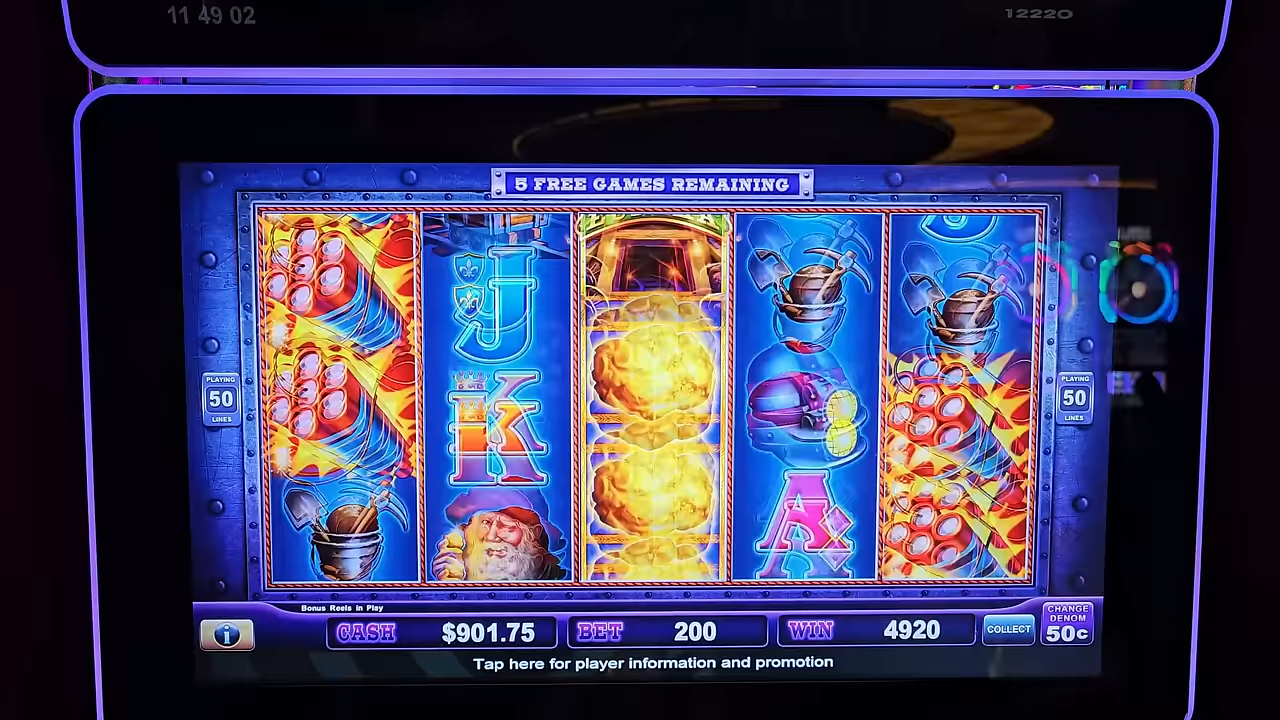 11 49 02
12220
5 FREE GAMES REMAINING
J
K
A
PLAYING
50
LINES
PLAYING
50
LINES
Bonus Reels in Play
CASH $901.75
BET 200
WIN 4920
COLLECT
CHANGE
DENOM
50¢
Tap here for player information and promotion